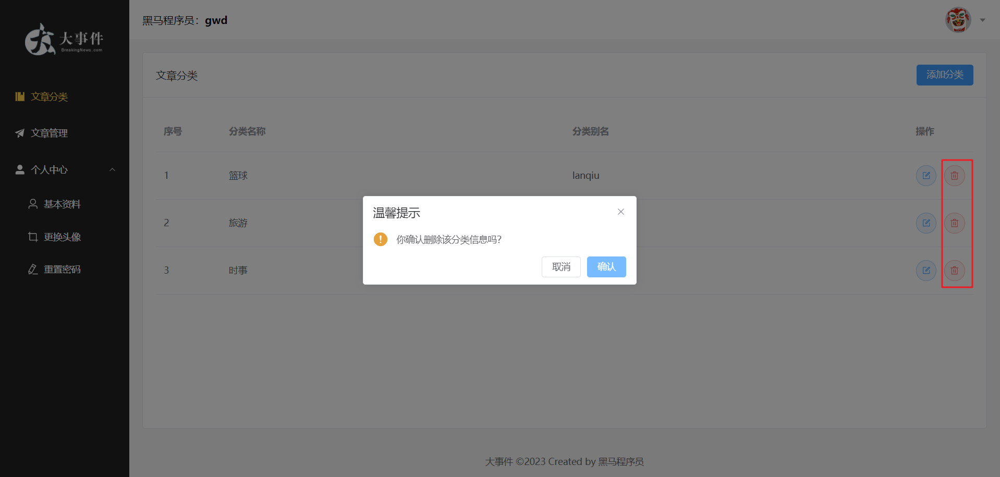 大事件
BreakingNews.com
文章分类
文章管理
个人中心
基本资料
更换头像
重置密码
黑马程序员：gwd
文章分类
添加分类
序号 分类名称 分类别名 操作
1 篮球 lanqiu
2 旅游
3 时事
温馨提示
你确认删除该分类信息吗?
取消 确认
大事件 ©2023 Created by 黑马程序员